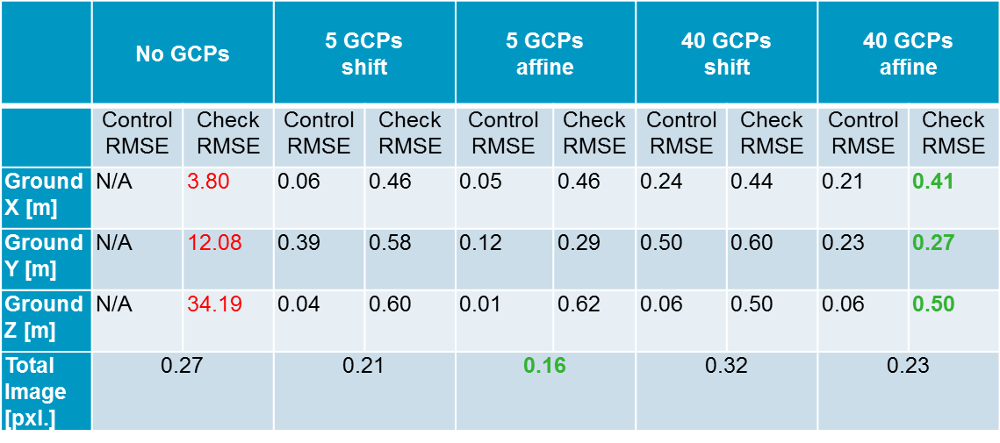 No GCPs
5 GCPs
shift
5 GCPs
affine
40 GCPs
shift
40 GCPs
affine
Control
RMSE
Check
RMSE
Control
RMSE
Check
RMSE
Control
RMSE
Check
RMSE
Control
RMSE
Check
RMSE
Control
RMSE
Check
RMSE
Ground
X [m]
N/A 3.80 0.06 0.46 0.05 0.46 0.24 0.44 0.21 0.41
Ground
Y [m]
N/A 12.08 0.39 0.58 0.12 0.29 0.50 0.60 0.23 0.27
Ground
Z [m]
N/A 34.19 0.04 0.60 0.01 0.62 0.06 0.50 0.06 0.50
Total
Image
[pxl.]
0.27 0.21 0.16 0.32 0.23